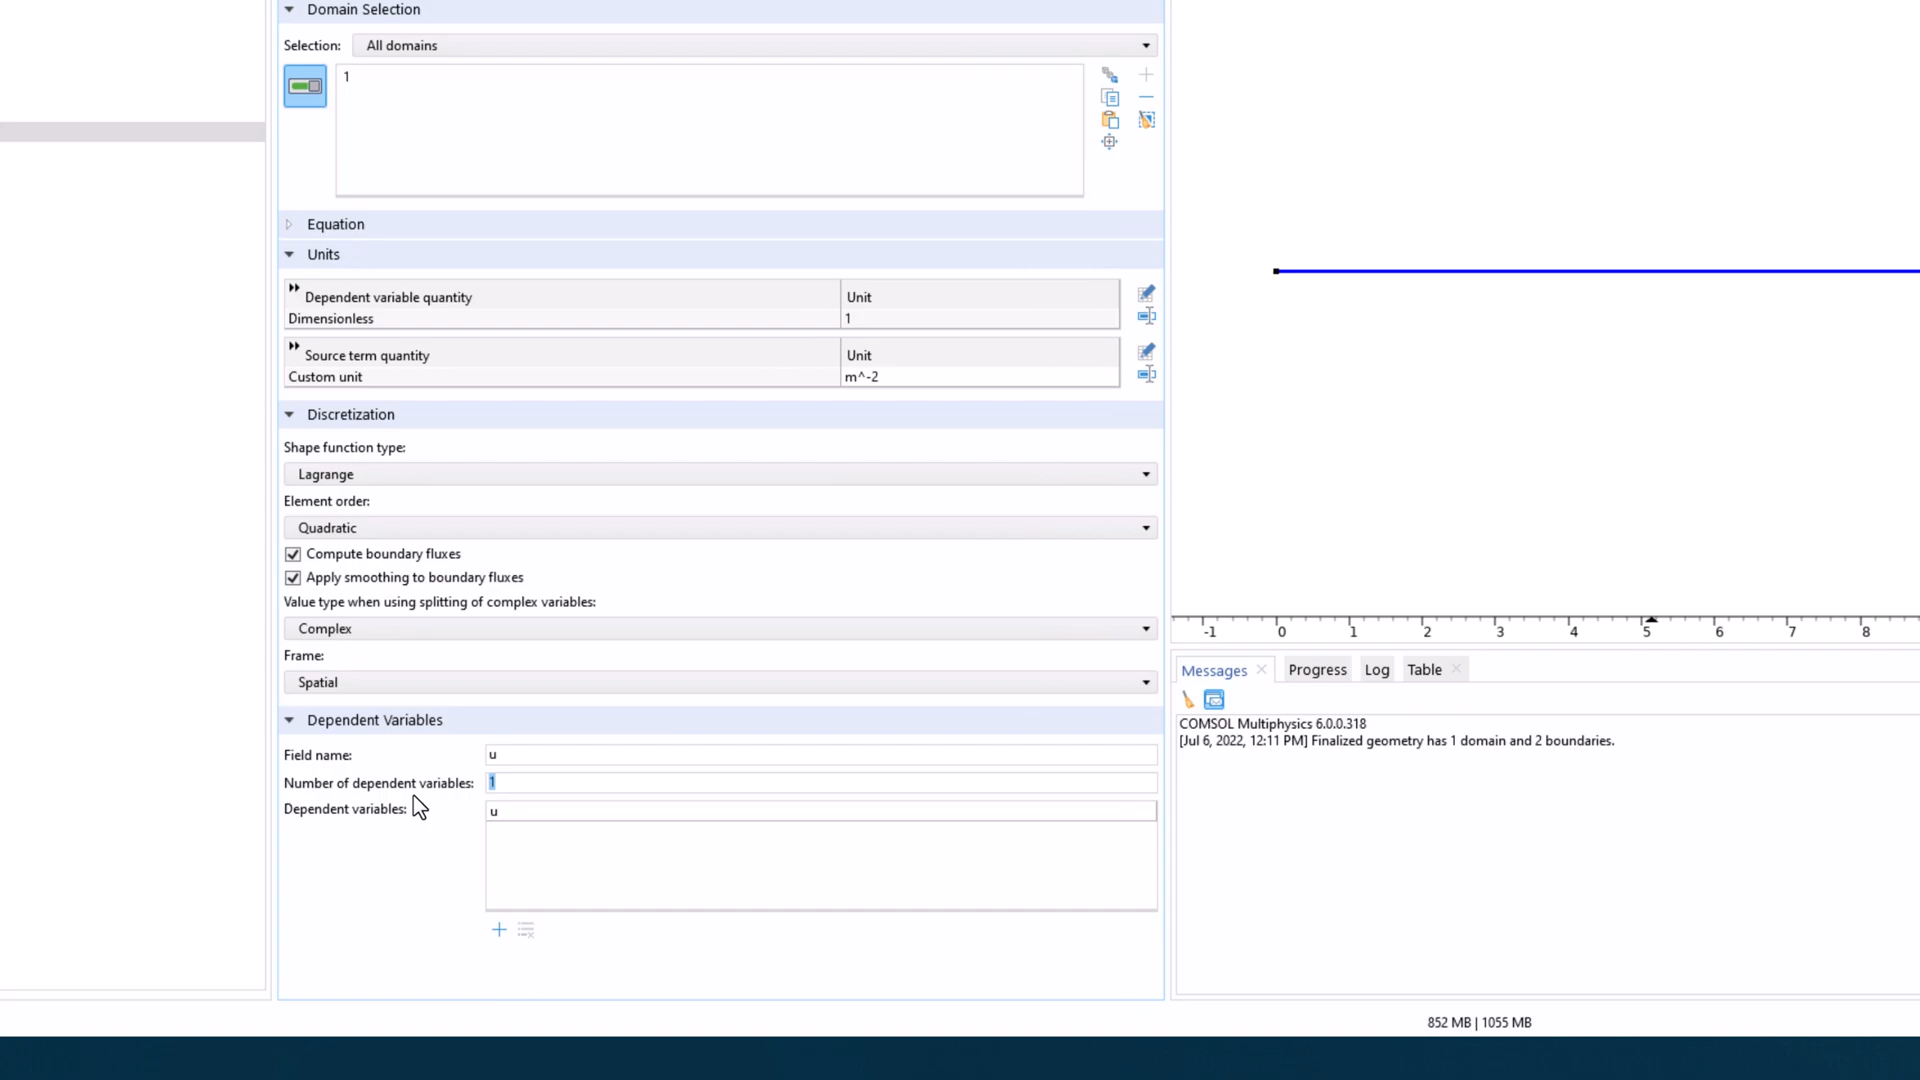 Domain Selection
Selection: All domains
1
Equation
Units
Dependent variable quantity Unit
Dimensionless 1
Source term quantity Unit
Custom unit m^-2
Discretization
Shape function type:
Lagrange
Element order:
Quadratic
Compute boundary fluxes
Apply smoothing to boundary fluxes
Value type when using splitting of complex variables:
Complex
Frame:
Spatial
Dependent Variables
Field name: u
Number of dependent variables: 1
Dependent variables: u
-1 0 1 2 3 4 5 6 7 8
Messages Progress Log Table
COMSOL Multiphysics 6.0.0.318
[Jul 6, 2022, 12:11 PM] Finalized geometry has 1 domain and 2 boundaries.
852 MB | 1055 MB